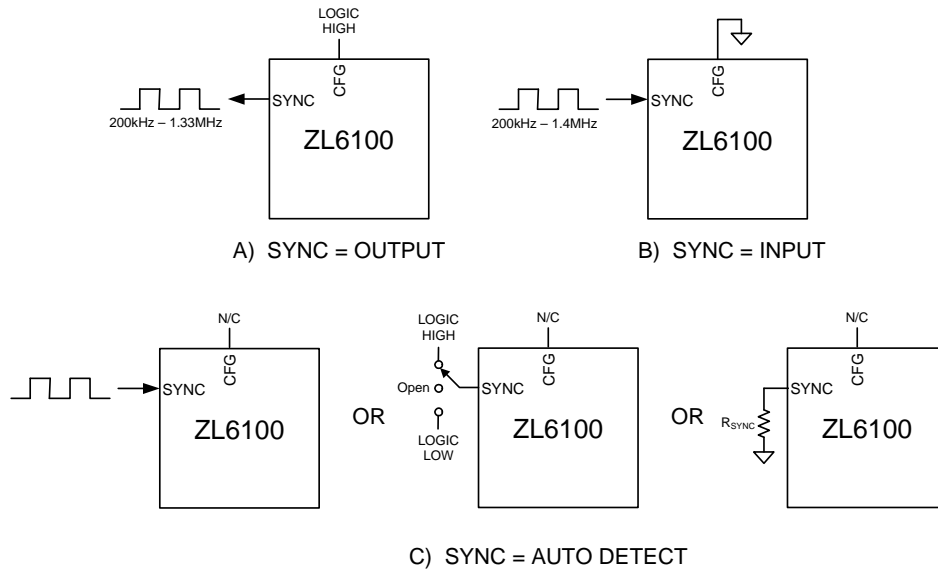 LOGIC
HIGH
CFG
SYNC
200kHz – 1.33MHz
ZL6100
A) SYNC = OUTPUT
CFG
SYNC
200kHz – 1.4MHz
ZL6100
B) SYNC = INPUT
N/C
CFG
SYNC
ZL6100
OR
LOGIC
HIGH
Open
LOGIC
LOW
N/C
CFG
SYNC
ZL6100
OR
N/C
CFG
SYNC
RSYNC
ZL6100
C) SYNC = AUTO DETECT